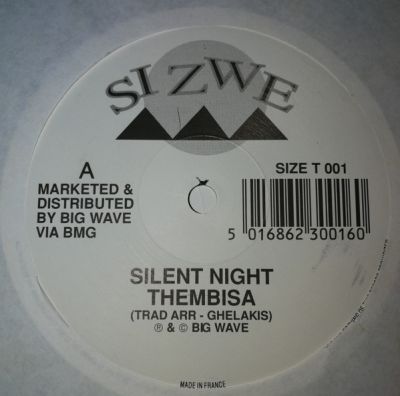 SIZWE
A
MARKETED &
DISTRIBUTED
BY BIG WAVE
VIA BMG
SIZE T 001
5 016862 300160
SILENT NIGHT
THEMBISA
(TRAD ARR - GHELAKIS)
℗ & © BIG WAVE
MADE IN FRANCE